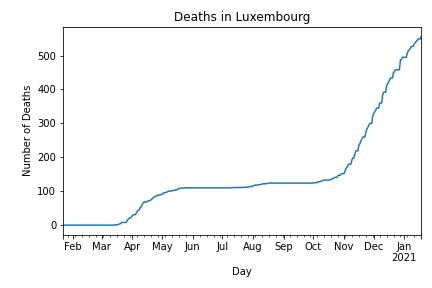 Deaths in Luxembourg
500
400
300
200
100
0
Number of Deaths
Feb Mar Apr May Jun Jul Aug Sep Oct Nov Dec Jan
2021
Day